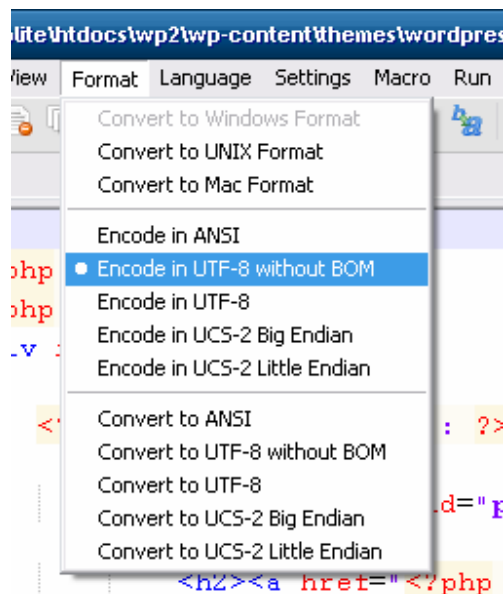 \htdocs\wp2\wp-content\themes\wordpres
View Format Language Settings Macro Run
Convert to Windows Format
Convert to UNIX Format
Convert to Mac Format
Encode in ANSI
php Encode in UTF-8 without BOM
php Encode in UTF-8
Encode in UCS-2 Big Endian
Encode in UCS-2 Little Endian
<? Convert to ANSI : ?>
Convert to UTF-8 without BOM
Convert to UTF-8
d="p
Convert to UCS-2 Big Endian
Convert to UCS-2 Little Endian
<h2><a href="<?php